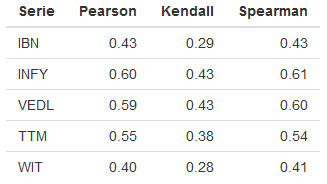 Serie Pearson Kendall Spearman
IBN 0.43 0.29 0.43
INFY 0.60 0.43 0.61
VEDL 0.59 0.43 0.60
TTM 0.55 0.38 0.54
WIT 0.40 0.28 0.41